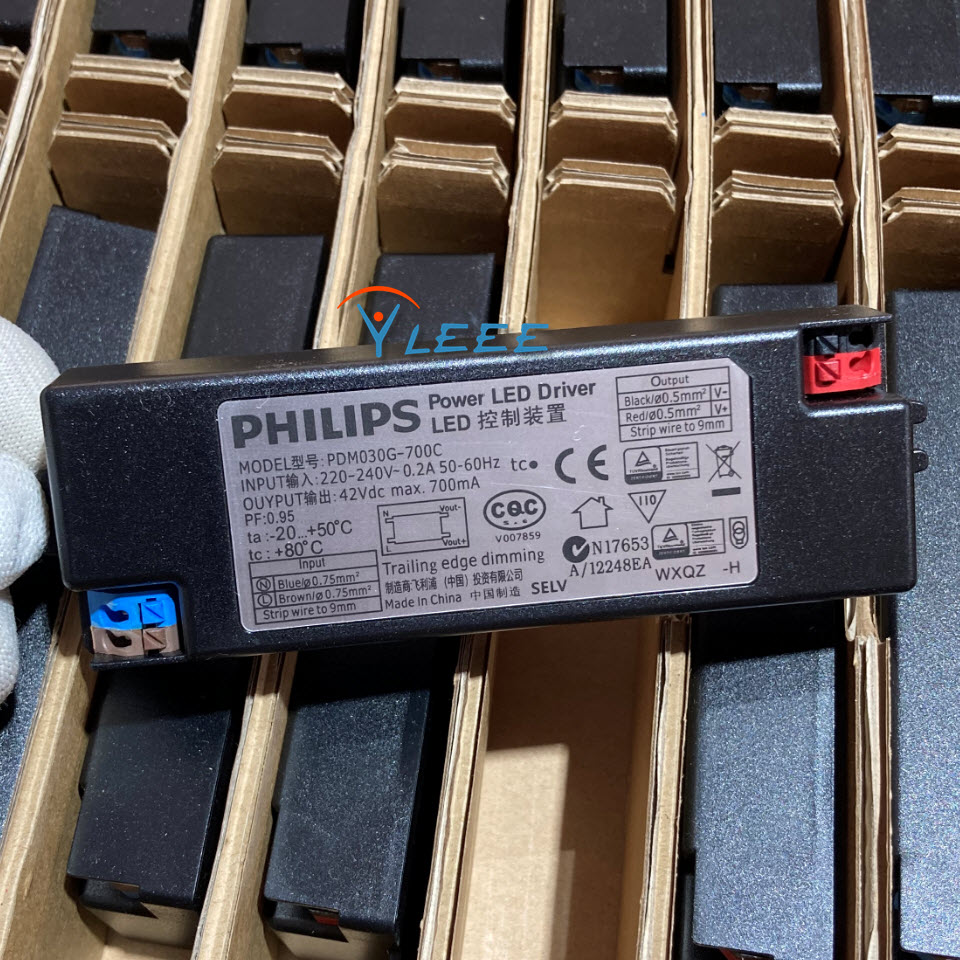 YLEEE
PHILIPS Power LED Driver
LED 控制装置
MODEL型号: PDM030G-700C
INPUT输入: 220-240V~ 0.2A 50-60Hz
OUYPUT输出: 42Vdc max. 700mA
PF:0.95
ta :-20...+50°C
tc : +80°C
Input
N Blue/ø0.75mm²
L Brown/ø0.75mm²
Strip wire to 9mm
N Vout-
L Vout+
tc•
CE
CQC
S&E
V007859
Trailing edge dimming
制造商:飞利浦（中国）投资有限公司
Made in China 中国制造 SELV
Output
Black/ø0.5mm² V-
Red/ø0.5mm² V+
Strip wire to 9mm
110
N17653
A/12248EA
ta
WXQZ -H